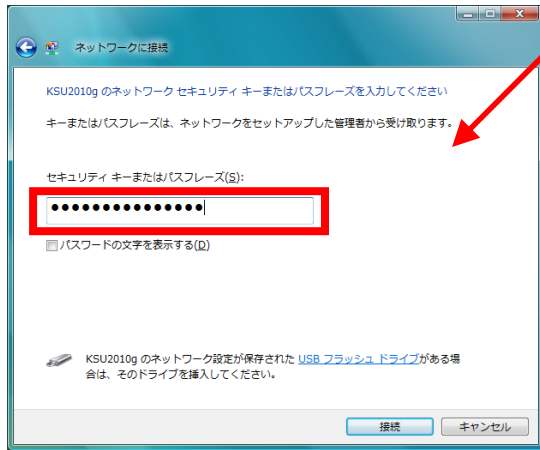 ネットワークに接続
KSU2010g のネットワーク セキュリティ キーまたはパスフレーズを入力してください
キーまたはパスフレーズは、ネットワークをセットアップした管理者から受け取ります。
セキュリティ キーまたはパスフレーズ(S):
●●●●●●●●●●●●●●●
パスワードの文字を表示する(D)
KSU2010g のネットワーク設定が保存された USB フラッシュ ドライブがある場
合は、そのドライブを挿入してください。
接続 キャンセル